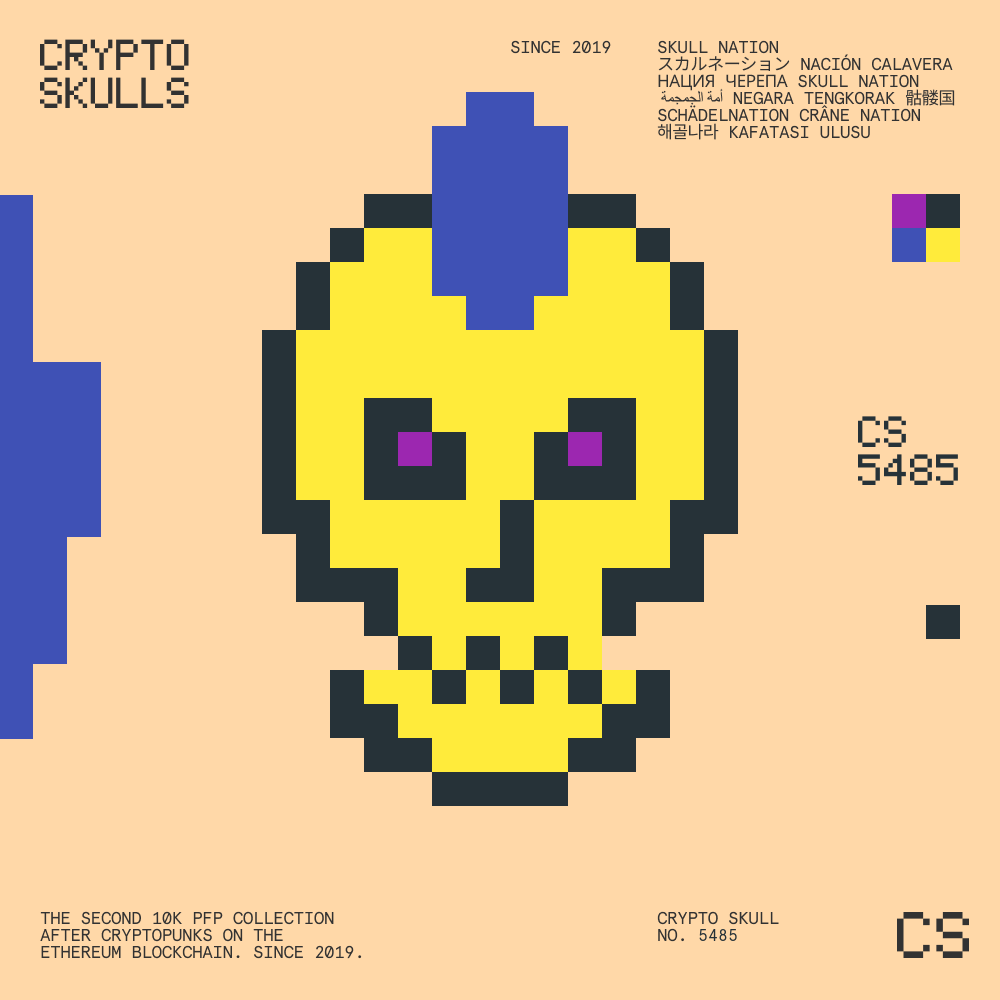 CRYPTO
SKULLS
SINCE 2019
SKULL NATION
スカルネーション NACIÓN CALAVERA
НАЦИЯ ЧЕРЕПА SKULL NATION
أمة الجمجمة NEGARA TENGKORAK 骷髅国
SCHÄDELNATION CRÂNE NATION
해골나라 KAFATASI ULUSU
CS
5485
THE SECOND 10K PFP COLLECTION
AFTER CRYPTOPUNKS ON THE
ETHEREUM BLOCKCHAIN. SINCE 2019.
CRYPTO SKULL
NO. 5485
CS